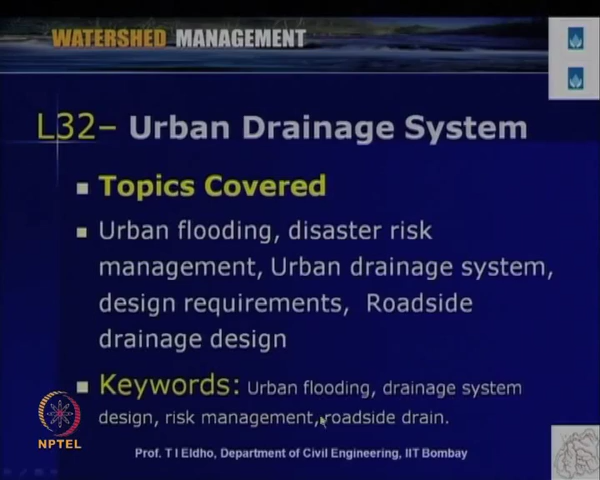 WATERSHED MANAGEMENT
L32– Urban Drainage System
Topics Covered
Urban flooding, disaster risk
management, Urban drainage system,
design requirements, Roadside
drainage design
Keywords: Urban flooding, drainage system
design, risk management, roadside drain.
NPTEL
Prof. T I Eldho, Department of Civil Engineering, IIT Bombay